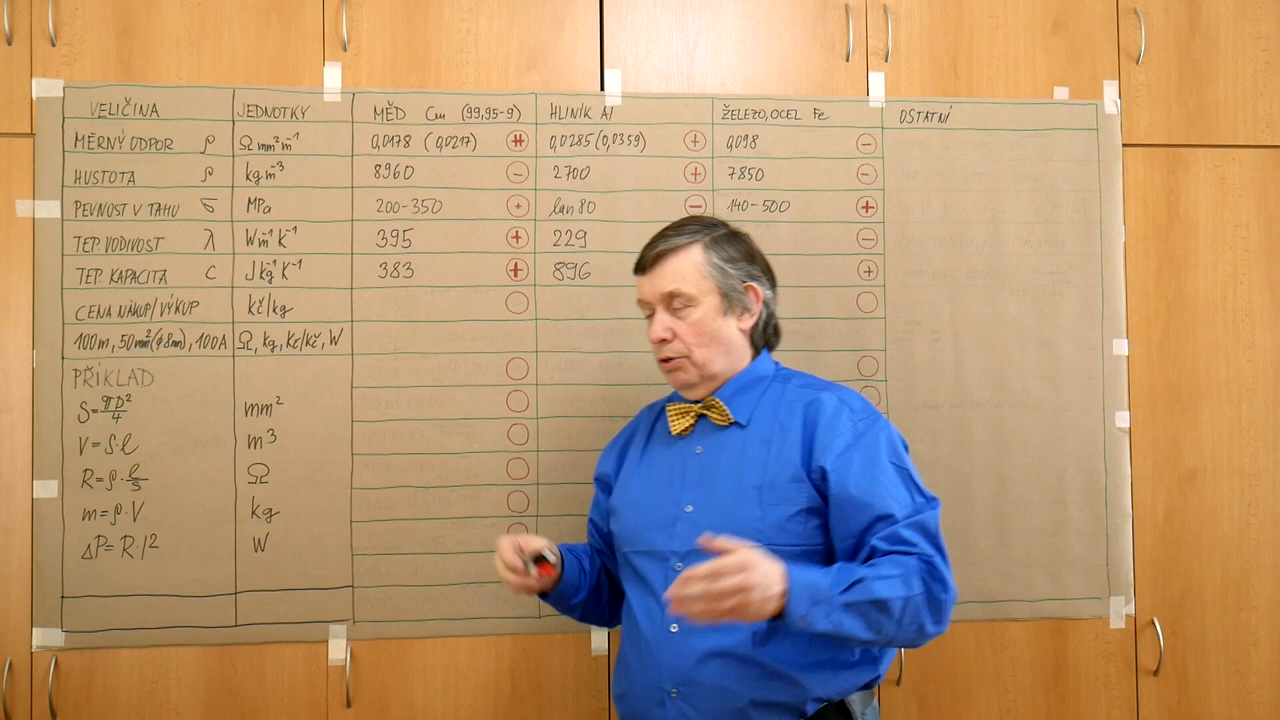 VELIČINA JEDNOTKY MĚD Cu (99,95-9) HLINÍK Al ŽELEZO, OCEL Fe OSTATNÍ
MĚRNÝ ODPOR ρ Ω mm² m⁻¹ 0,0178 (0,0217) ++ 0,0285 (0,0359) + 0,098 −
HUSTOTA ρ kg m⁻³ 8960 − 2700 + 7850 −
PEVNOST V TAHU σ MPa 200-350 + lan 80 − 140-500 +
TEP. VODIVOST λ W m⁻¹ K⁻¹ 395 + 229 −
TEP. KAPACITA C J kg⁻¹ K⁻¹ 383 + 896 +
CENA NÁKUP/VÝKUP kč/kg
100m, 50mm² (φ8mm), 100A Ω, kg, Kč/kč, W
PŘÍKLAD
S=πD²/4 mm²
V=S·l m³
R=ρ·l/S Ω
m=ρ·V kg
ΔP=R·I² W